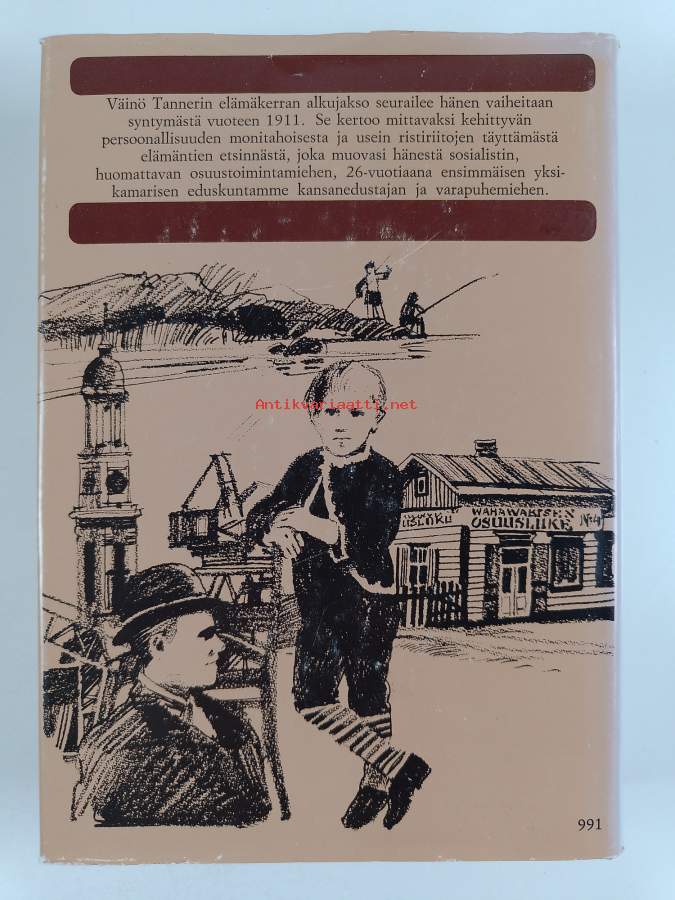 Väinö Tannerin elämäkerran alkujakso seurailee hänen vaiheitaan
syntymästä vuoteen 1911. Se kertoo mittavaksi kehittyvän
persoonallisuuden monitahoisesta ja usein ristiriitojen täyttämästä
elämäntien etsinnästä, joka muovasi hänestä sosialistin,
huomattavan osuustoimintamiehen, 26-vuotiaana ensimmäisen yksi-
kamarisen eduskuntamme kansanedustajan ja varapuhemiehen.
Antikvariaatti.net
OSUUSLIIKE
991